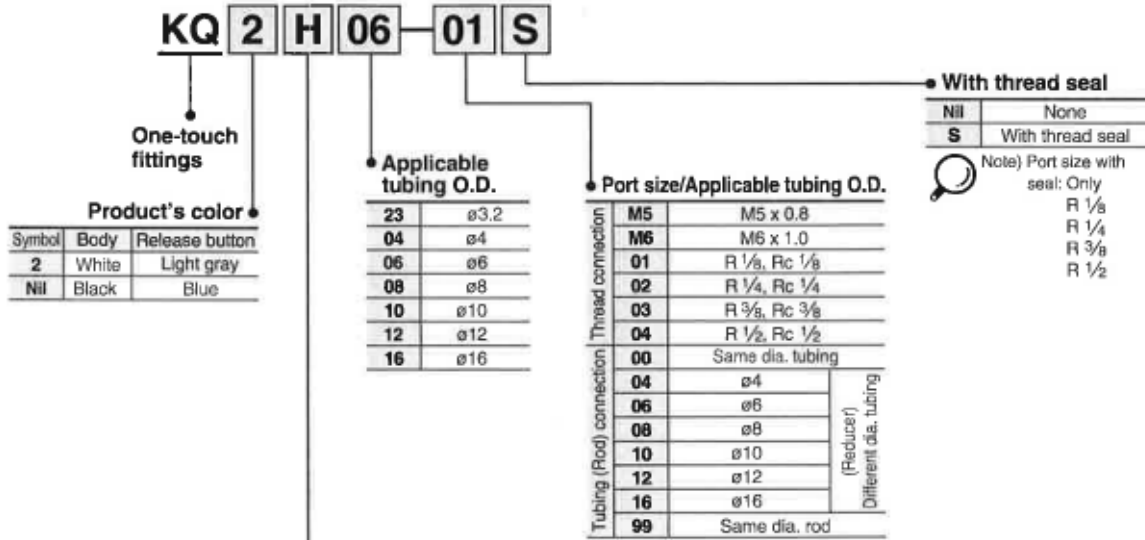 KQ 2 H 06 - 01 S
One-touch
fittings
Product's color
Symbol Body Release button
2 White Light gray
Nil Black Blue
Applicable
tubing O.D.
23 ø3.2
04 ø4
06 ø6
08 ø8
10 ø10
12 ø12
16 ø16
Port size/Applicable tubing O.D.
Thread connection
M5 M5 x 0.8
M6 M6 x 1.0
01 R 1/8, Rc 1/8
02 R 1/4, Rc 1/4
03 R 3/8, Rc 3/8
04 R 1/2, Rc 1/2
Tubing (Rod) connection
00 Same dia. tubing
04 ø4
06 ø6
08 ø8
10 ø10
12 ø12
16 ø16
(Reducer)
Different dia. tubing
99 Same dia. rod
With thread seal
Nil None
S With thread seal
Note) Port size with
seal: Only
R 1/8
R 1/4
R 3/8
R 1/2